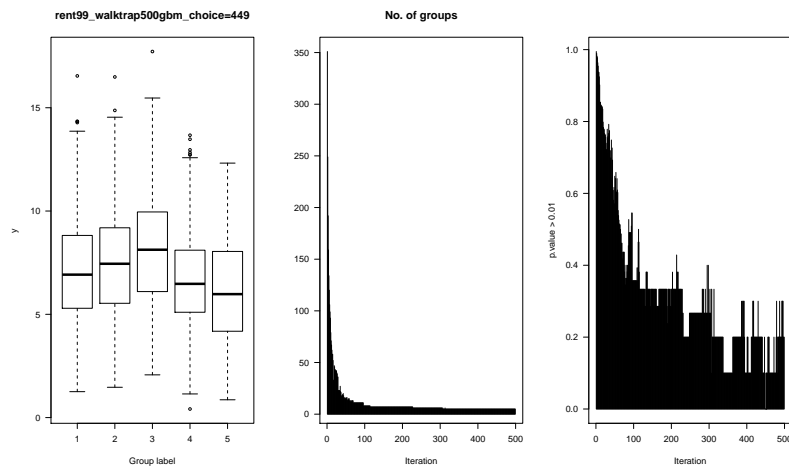 rent99_walktrap500gbm_choice=449
y
15
10
5
0
1 2 3 4 5
Group label
No. of groups
350
300
250
200
150
100
50
0
0 100 200 300 400 500
Iteration
p.value > 0.01
1.0
0.8
0.6
0.4
0.2
0.0
0 100 200 300 400 500
Iteration